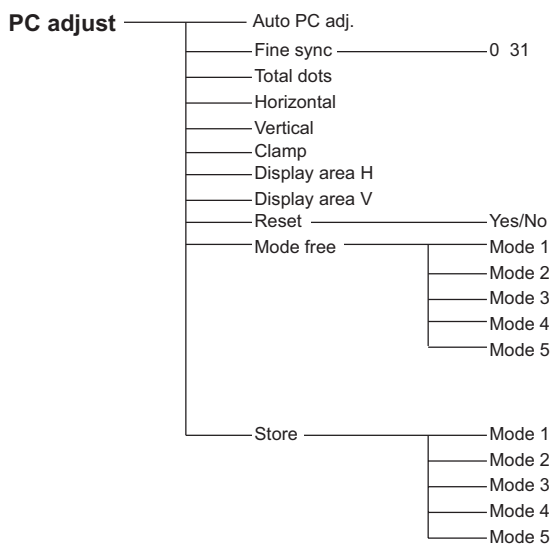 PC adjust
Auto PC adj.
Fine sync
0 31
Total dots
Horizontal
Vertical
Clamp
Display area H
Display area V
Reset
Yes/No
Mode free
Mode 1
Mode 2
Mode 3
Mode 4
Mode 5
Store
Mode 1
Mode 2
Mode 3
Mode 4
Mode 5